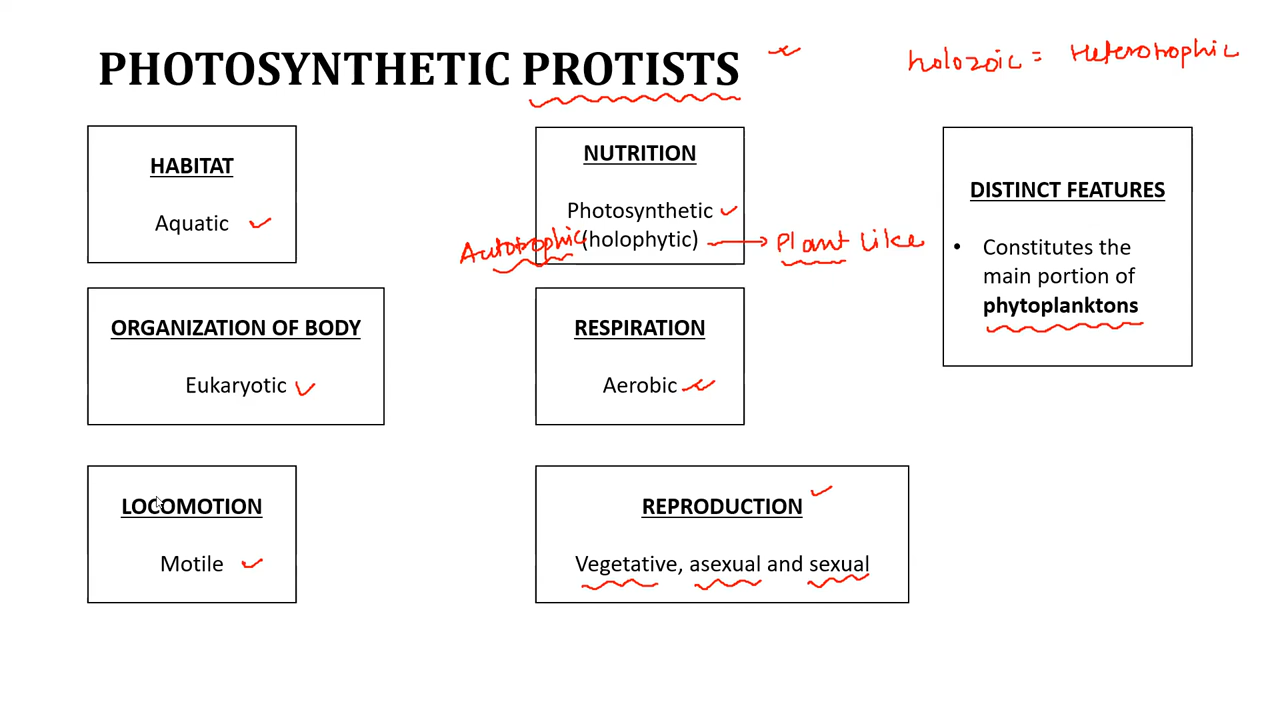 PHOTOSYNTHETIC PROTISTS
holozoic = Heterotrophic
HABITAT
Aquatic
NUTRITION
Photosynthetic
(holophytic)
Autotrophic
Plant Like
DISTINCT FEATURES
• Constitutes the
main portion of
phytoplanktons
ORGANIZATION OF BODY
Eukaryotic
RESPIRATION
Aerobic
LOCOMOTION
Motile
REPRODUCTION
Vegetative, asexual and sexual